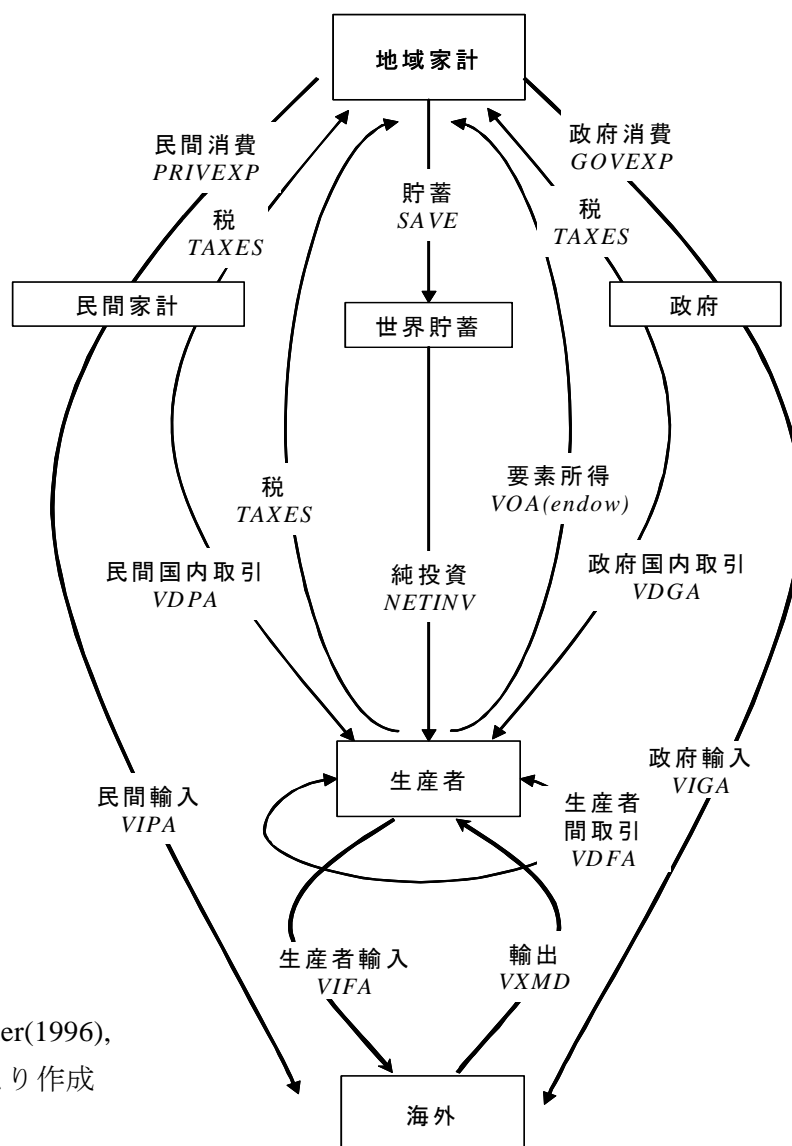 地域家計
民間消費
PRIVEXP
政府消費
GOVEXP
貯蓄
SAVE
税
TAXES
税
TAXES
民間家計
世界貯蓄
政府
税
TAXES
要素所得
VOA(endow)
民間国内取引
VDPA
純投資
NETINV
政府国内取引
VDGA
生産者
民間輸入
VIPA
政府輸入
VIGA
生産者
間取引
VDFA
生産者輸入
VIFA
輸出
VXMD
er(1996),
り作成
海外